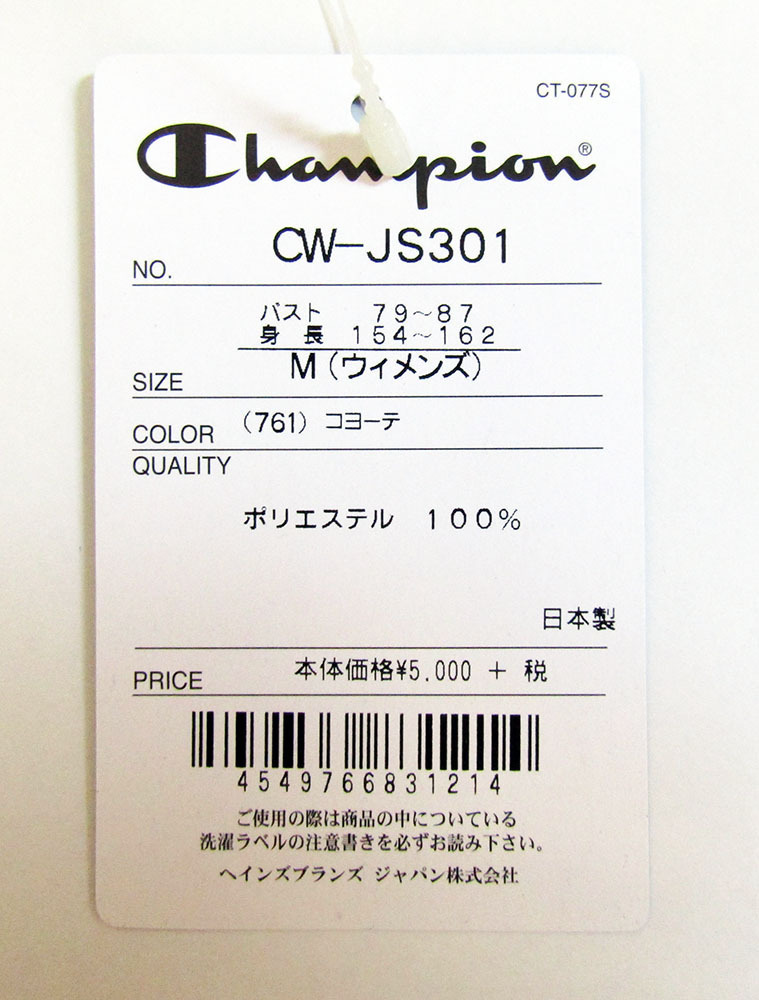 CT-077S
Champion®
NO. CW-JS301
バスト 79~87
身長 154~162
SIZE M(ウィメンズ)
COLOR (761) コヨーテ
QUALITY
ポリエステル 100%
日本製
PRICE 本体価格¥5.000 + 税
4549766831214
ご使用の際は商品の中についている
洗濯ラベルの注意書きを必ずお読み下さい。
ヘインズブランズ ジャパン株式会社